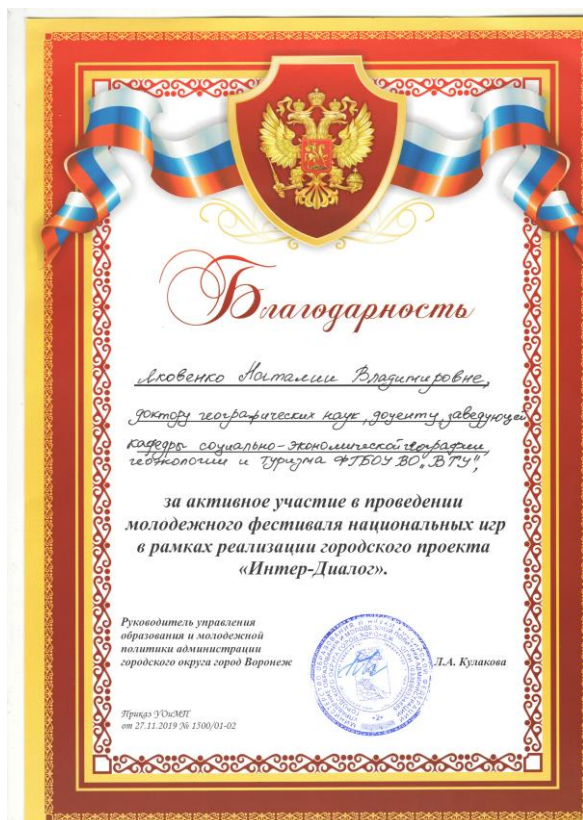 Благодарность
Яковенко Наталии Владимировне,
доктору географических наук, доценту, заведующей
кафедры социально-экономической географии,
геоэкологии и туризма ФГБОУ ВО „ВГУ",
за активное участие в проведении
молодежного фестиваля национальных игр
в рамках реализации городского проекта
«Интер-Диалог».
Руководитель управления
образования и молодежной
политики администрации
городского округа город Воронеж
Л.А. Кулакова
Приказ УОиМП
от 27.11.2019 № 1500/01-02